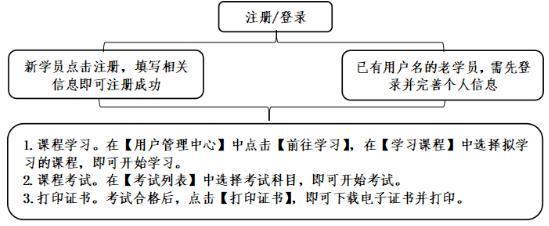 注册/登录
新学员点击注册，填写相关
信息即可注册成功
已有用户名的老学员，需先登
录并完善个人信息
1.课程学习。在【用户管理中心】中点击【前往学习】，在【学习课程】中选择拟学
习的课程，即可开始学习。
2.课程考试。在【考试列表】中选择考试科目，即可开始考试。
3.打印证书。考试合格后，点击【打印证书】，即可下载电子证书并打印。